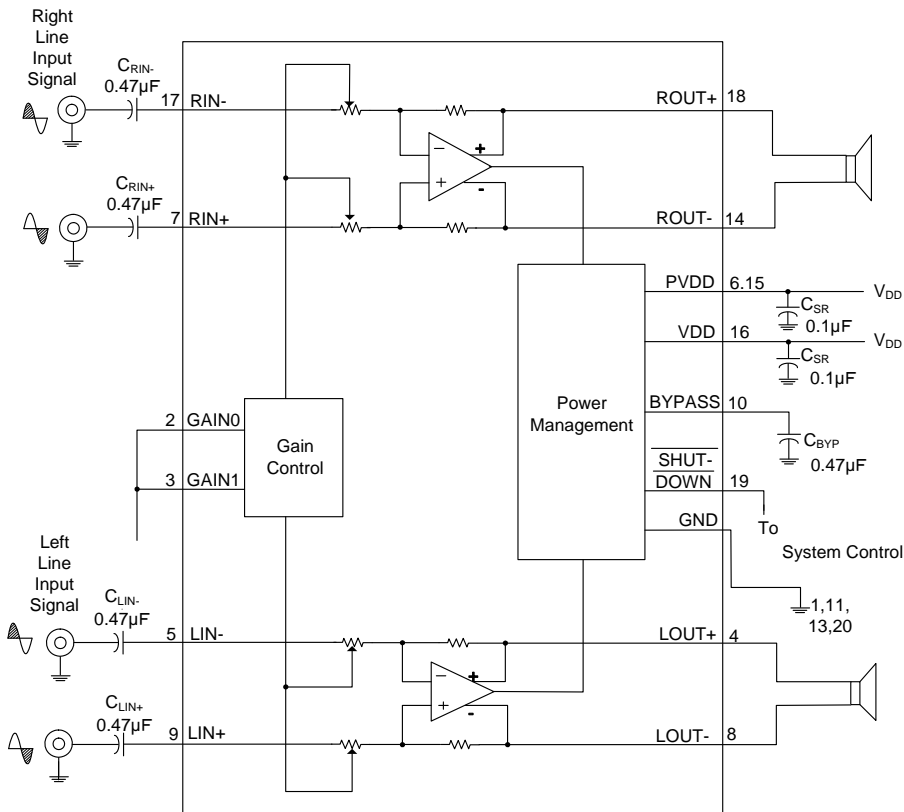 Right
Line
Input
Signal
CRIN-
0.47µF
17 RIN-
ROUT+ 18
− +
+ -
CRIN+
0.47µF
7 RIN+
ROUT- 14
PVDD 6.15
VDD
CSR
0.1µF
VDD 16
VDD
CSR
0.1µF
Power
Management
BYPASS 10
CBYP
0.47µF
SHUT-
DOWN 19
To
System Control
GND
1,11,
13,20
2 GAIN0
3 GAIN1
Gain
Control
Left
Line
Input
Signal
CLIN-
0.47µF
5 LIN-
LOUT+ 4
− +
+ -
CLIN+
0.47µF
9 LIN+
LOUT- 8